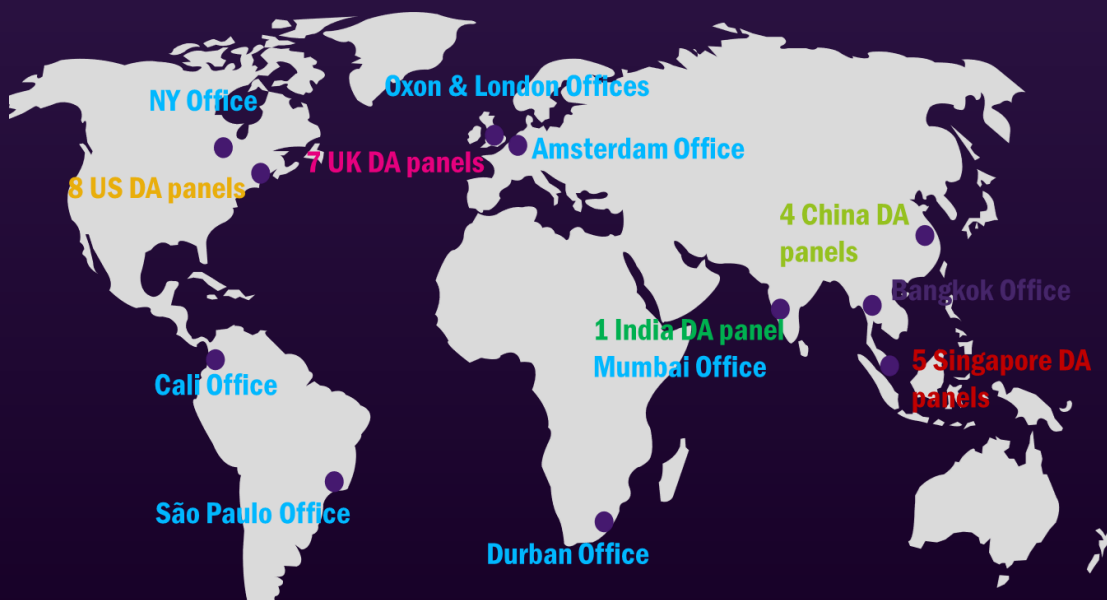 Oxon & London Offices
NY Office
Amsterdam Office
7 UK DA panels
8 US DA panels
4 China DA
panels
Bangkok Office
1 India DA panel
Mumbai Office
5 Singapore DA
panels
Cali Office
São Paulo Office
Durban Office